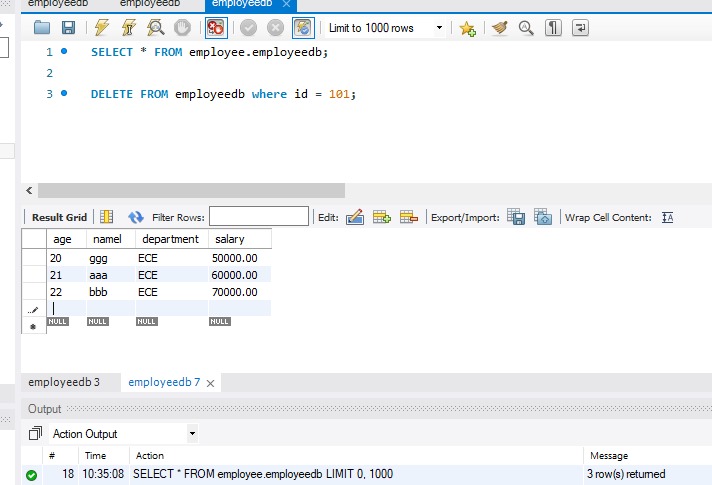 employeedb employeedb employeedb
Limit to 1000 rows
1 SELECT * FROM employee.employeedb;
2
3 DELETE FROM employeedb where id = 101;
Result Grid Filter Rows: Edit: Export/Import: Wrap Cell Content: IA
age namel department salary
20 ggg ECE 50000.00
21 aaa ECE 60000.00
22 bbb ECE 70000.00
NULL NULL NULL NULL
employeedb 3 employeedb 7
Output
Action Output
# Time Action Message
18 10:35:08 SELECT * FROM employee.employeedb LIMIT 0, 1000 3 row(s) returned